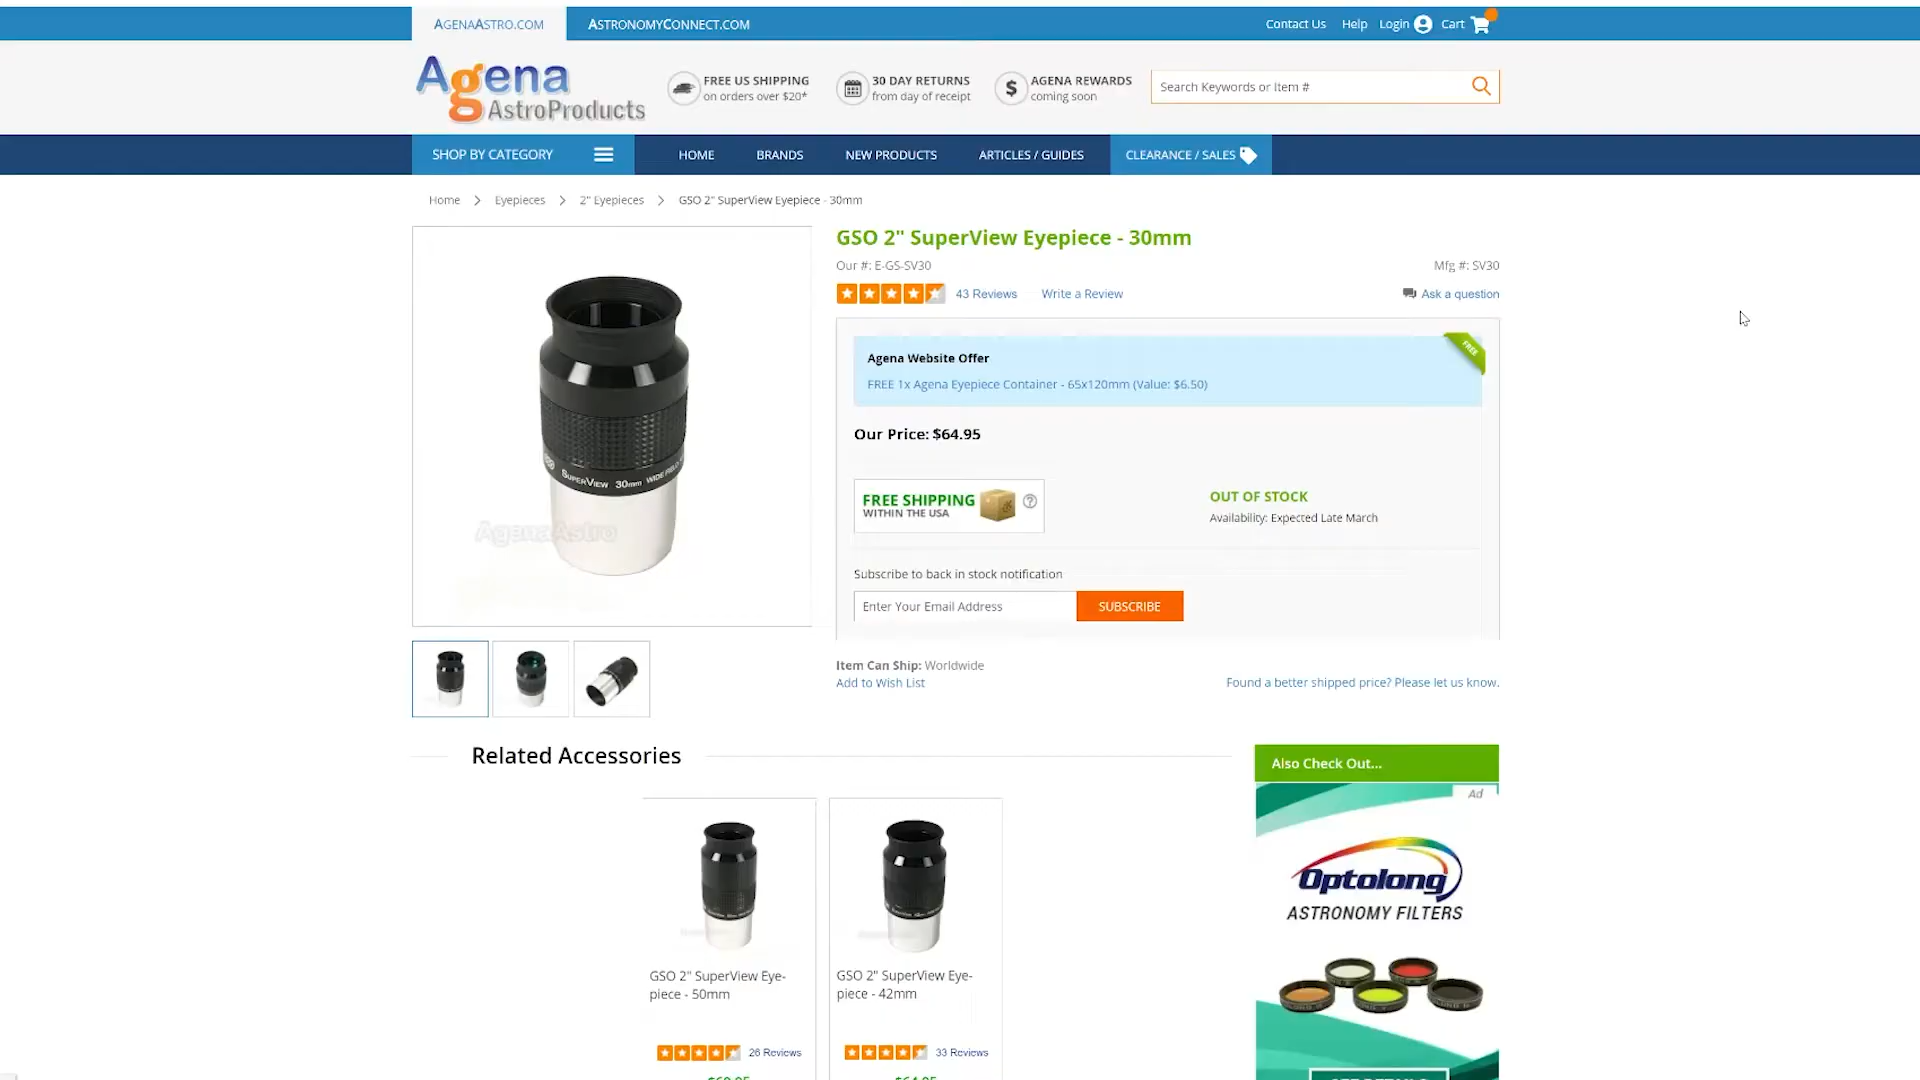 AGENAASTRO.COM
ASTRONOMYCONNECT.COM
Contact Us
Help
Login
Cart
Agena
AstroProducts
FREE US SHIPPING
on orders over $20*
30 DAY RETURNS
from day of receipt
$
AGENA REWARDS
coming soon
Search Keywords or Item #
SHOP BY CATEGORY
HOME
BRANDS
NEW PRODUCTS
ARTICLES / GUIDES
CLEARANCE / SALES
Home
Eyepieces
2" Eyepieces
GSO 2" SuperView Eyepiece - 30mm
GSO 2" SuperView Eyepiece - 30mm
Our #: E-GS-SV30
Mfg #: SV30
43 Reviews
Write a Review
Ask a question
Agena Website Offer
FREE
FREE 1x Agena Eyepiece Container - 65x120mm (Value: $6.50)
Our Price: $64.95
SUPERVIEW 30mm WIDE FIELD
AgenaAstro
FREE SHIPPING
WITHIN THE USA
?
OUT OF STOCK
Availability: Expected Late March
Subscribe to back in stock notification
Enter Your Email Address
SUBSCRIBE
Item Can Ship: Worldwide
Add to Wish List
Found a better shipped price? Please let us know.
Related Accessories
Also Check Out...
Ad
Optolong
ASTRONOMY FILTERS
GSO 2" SuperView Eye-
piece - 50mm
GSO 2" SuperView Eye-
piece - 42mm
26 Reviews
33 Reviews